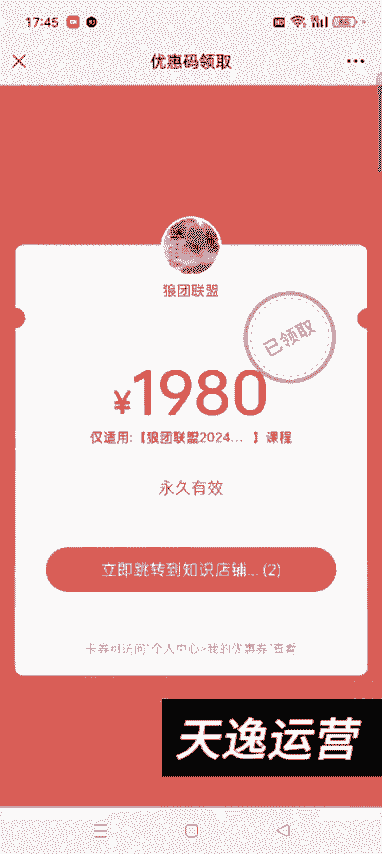 17:45
优惠码领取
狼团联盟
已领取
¥1980
仅适用:【狼团联盟2024... 】课程
永久有效
立即跳转到知识店铺... (2)
卡券可访问"个人中心>我的优惠券"查看
天逸运营